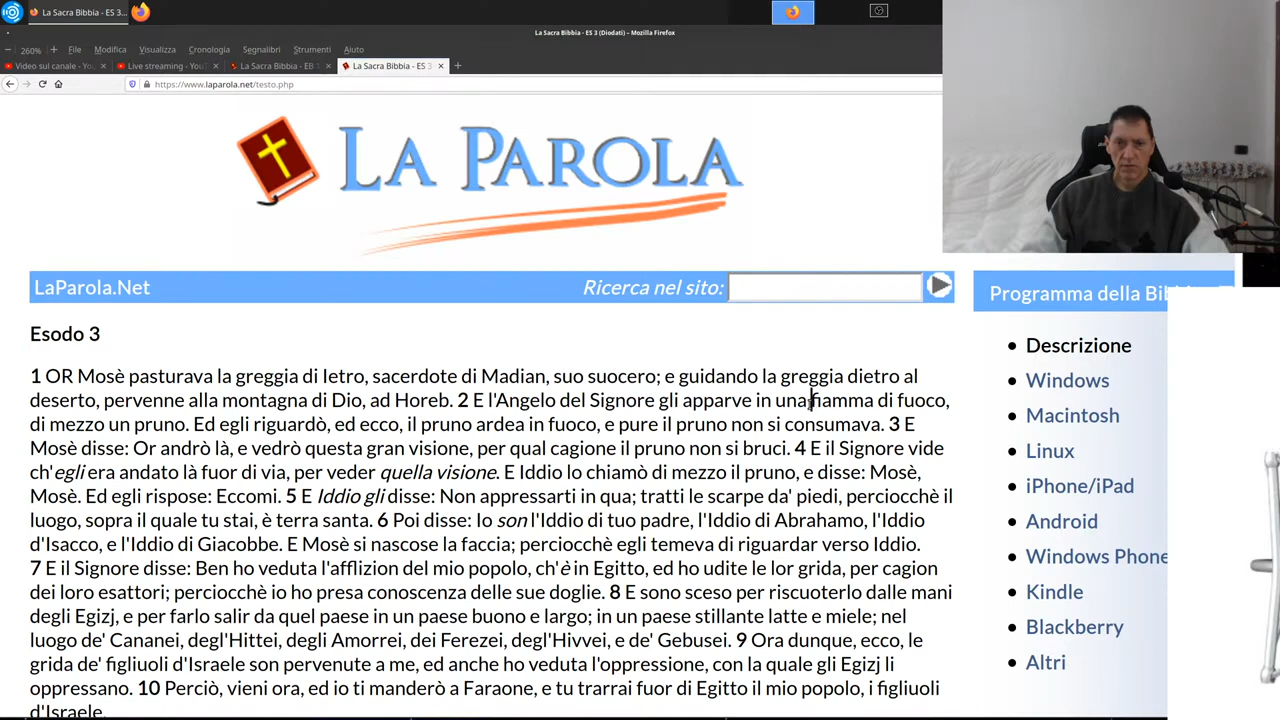 La Sacra Bibbia - ES 3...
La Sacra Bibbia - ES 3 (Diodati) – Mozilla Firefox
260% File Modifica Visualizza Cronologia Segnalibri Strumenti Aiuto
Video sul canale - You Live streaming - YouT La Sacra Bibbia - EB 1 La Sacra Bibbia - ES 3
https://www.laparola.net/testo.php
LA PAROLA
LaParola.Net Ricerca nel sito:
Programma della Bib
Esodo 3
1 OR Mosè pasturava la greggia di Ietro, sacerdote di Madian, suo suocero; e guidando la greggia dietro al
deserto, pervenne alla montagna di Dio, ad Horeb. 2 E l'Angelo del Signore gli apparve in una fiamma di fuoco,
di mezzo un pruno. Ed egli riguardò, ed ecco, il pruno ardea in fuoco, e pure il pruno non si consumava. 3 E
Mosè disse: Or andrò là, e vedrò questa gran visione, per qual cagione il pruno non si bruci. 4 E il Signore vide
ch'egli era andato là fuor di via, per veder quella visione. E Iddio lo chiamò di mezzo il pruno, e disse: Mosè,
Mosè. Ed egli rispose: Eccomi. 5 E Iddio gli disse: Non appressarti in qua; tratti le scarpe da' piedi, perciocchè il
luogo, sopra il quale tu stai, è terra santa. 6 Poi disse: Io son l'Iddio di tuo padre, l'Iddio di Abrahamo, l'Iddio
d'Isacco, e l'Iddio di Giacobbe. E Mosè si nascose la faccia; perciocchè egli temeva di riguardar verso Iddio.
7 E il Signore disse: Ben ho veduta l'afflizion del mio popolo, ch'è in Egitto, ed ho udite le lor grida, per cagion
dei loro esattori; perciocchè io ho presa conoscenza delle sue doglie. 8 E sono sceso per riscuoterlo dalle mani
degli Egizj, e per farlo salir da quel paese in un paese buono e largo; in un paese stillante latte e miele; nel
luogo de' Cananei, degl'Hittei, degli Amorrei, dei Ferezei, degl'Hivvei, e de' Gebusei. 9 Ora dunque, ecco, le
grida de' figliuoli d'Israele son pervenute a me, ed anche ho veduta l'oppressione, con la quale gli Egizj li
oppressano. 10 Perciò, vieni ora, ed io ti manderò a Faraone, e tu trarrai fuor di Egitto il mio popolo, i figliuoli
d'Israele.
Descrizione
Windows
Macintosh
Linux
iPhone/iPad
Android
Windows Phone
Kindle
Blackberry
Altri